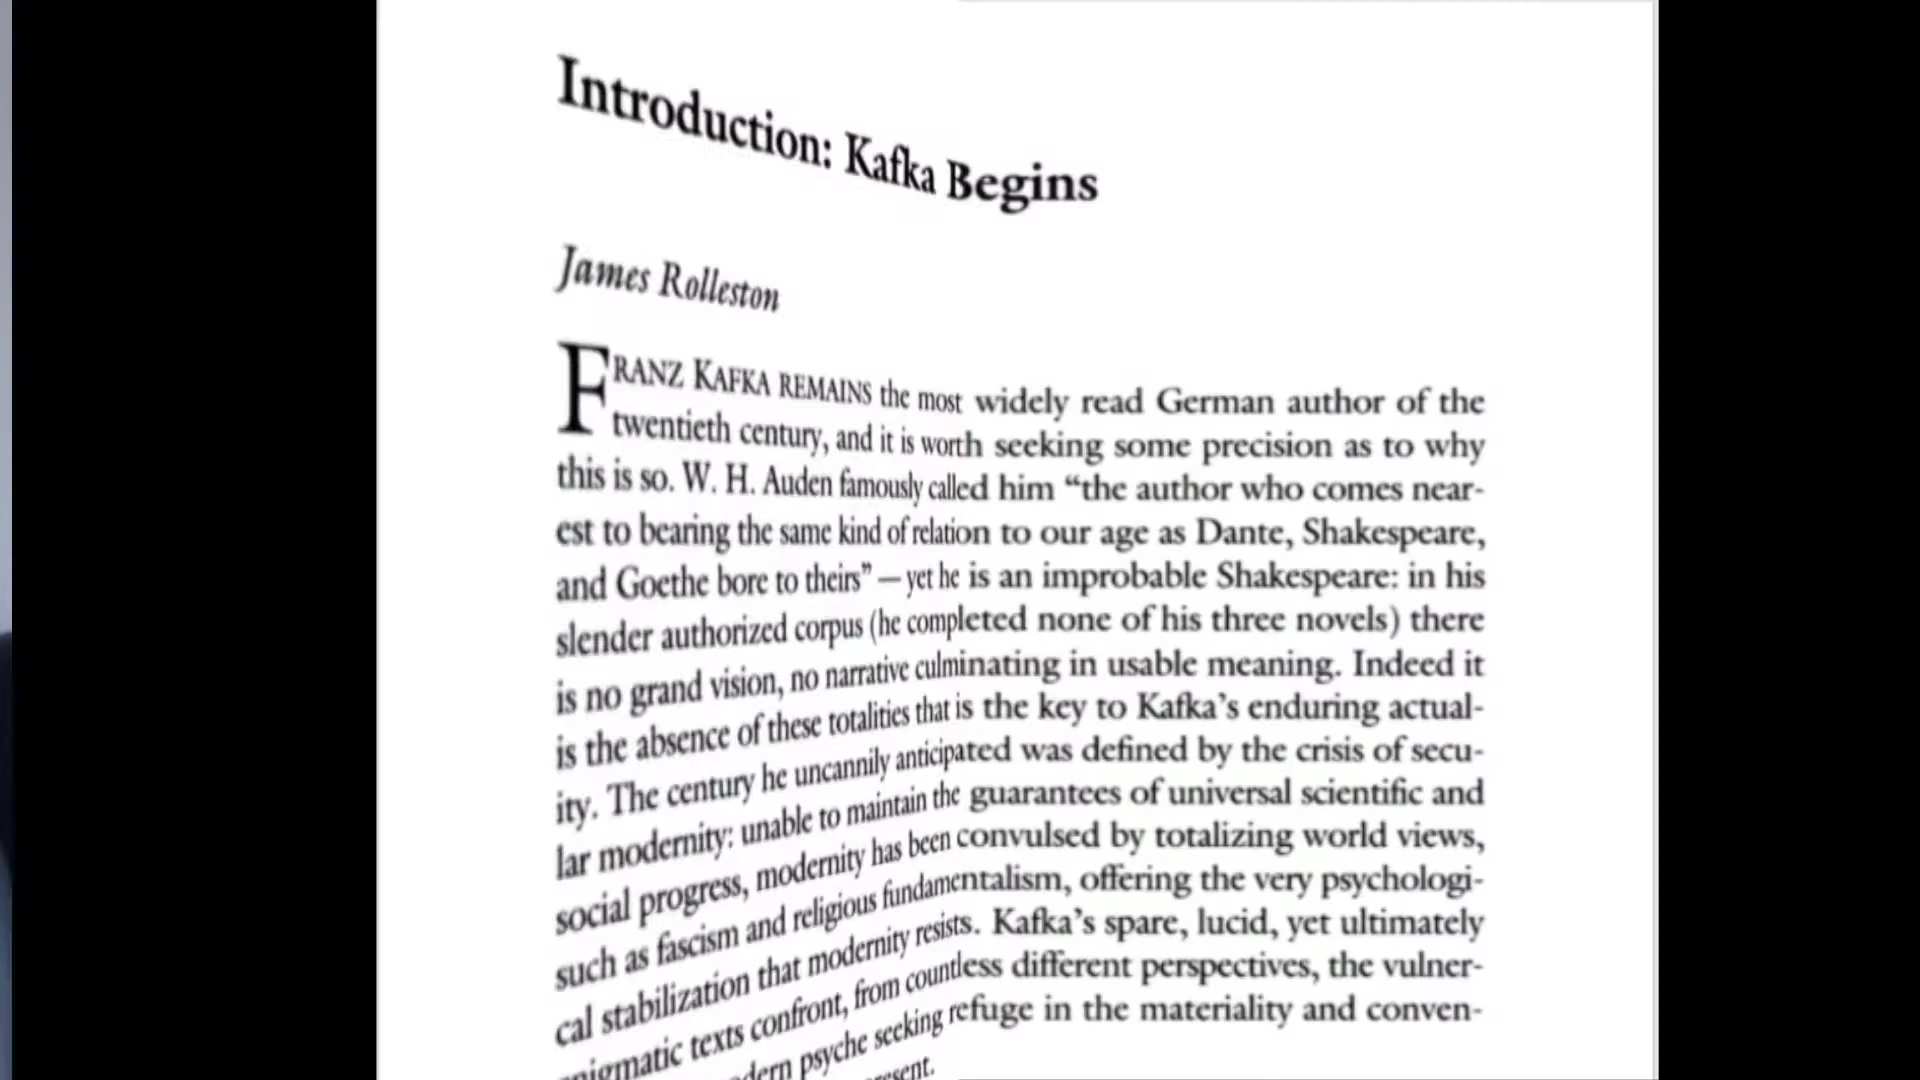 Introduction: Kafka Begins
James Rolleston
FRANZ KAFKA REMAINS the most widely read German author of the
twentieth century, and it is worth seeking some precision as to why
this is so. W. H. Auden famously called him “the author who comes near-
est to bearing the same kind of relation to our age as Dante, Shakespeare,
and Goethe bore to theirs” — yet he is an improbable Shakespeare: in his
slender authorized corpus (he completed none of his three novels) there
is no grand vision, no narrative culminating in usable meaning. Indeed it
is the absence of these totalities that is the key to Kafka’s enduring actual-
ity. The century he uncannily anticipated was defined by the crisis of secu-
lar modernity: unable to maintain the guarantees of universal scientific and
social progress, modernity has been convulsed by totalizing world views,
such as fascism and religious fundamentalism, offering the very psychologi-
cal stabilization that modernity resists. Kafka’s spare, lucid, yet ultimately
enigmatic texts confront, from countless different perspectives, the vulner-
psyche seeking refuge in the materiality and conven-